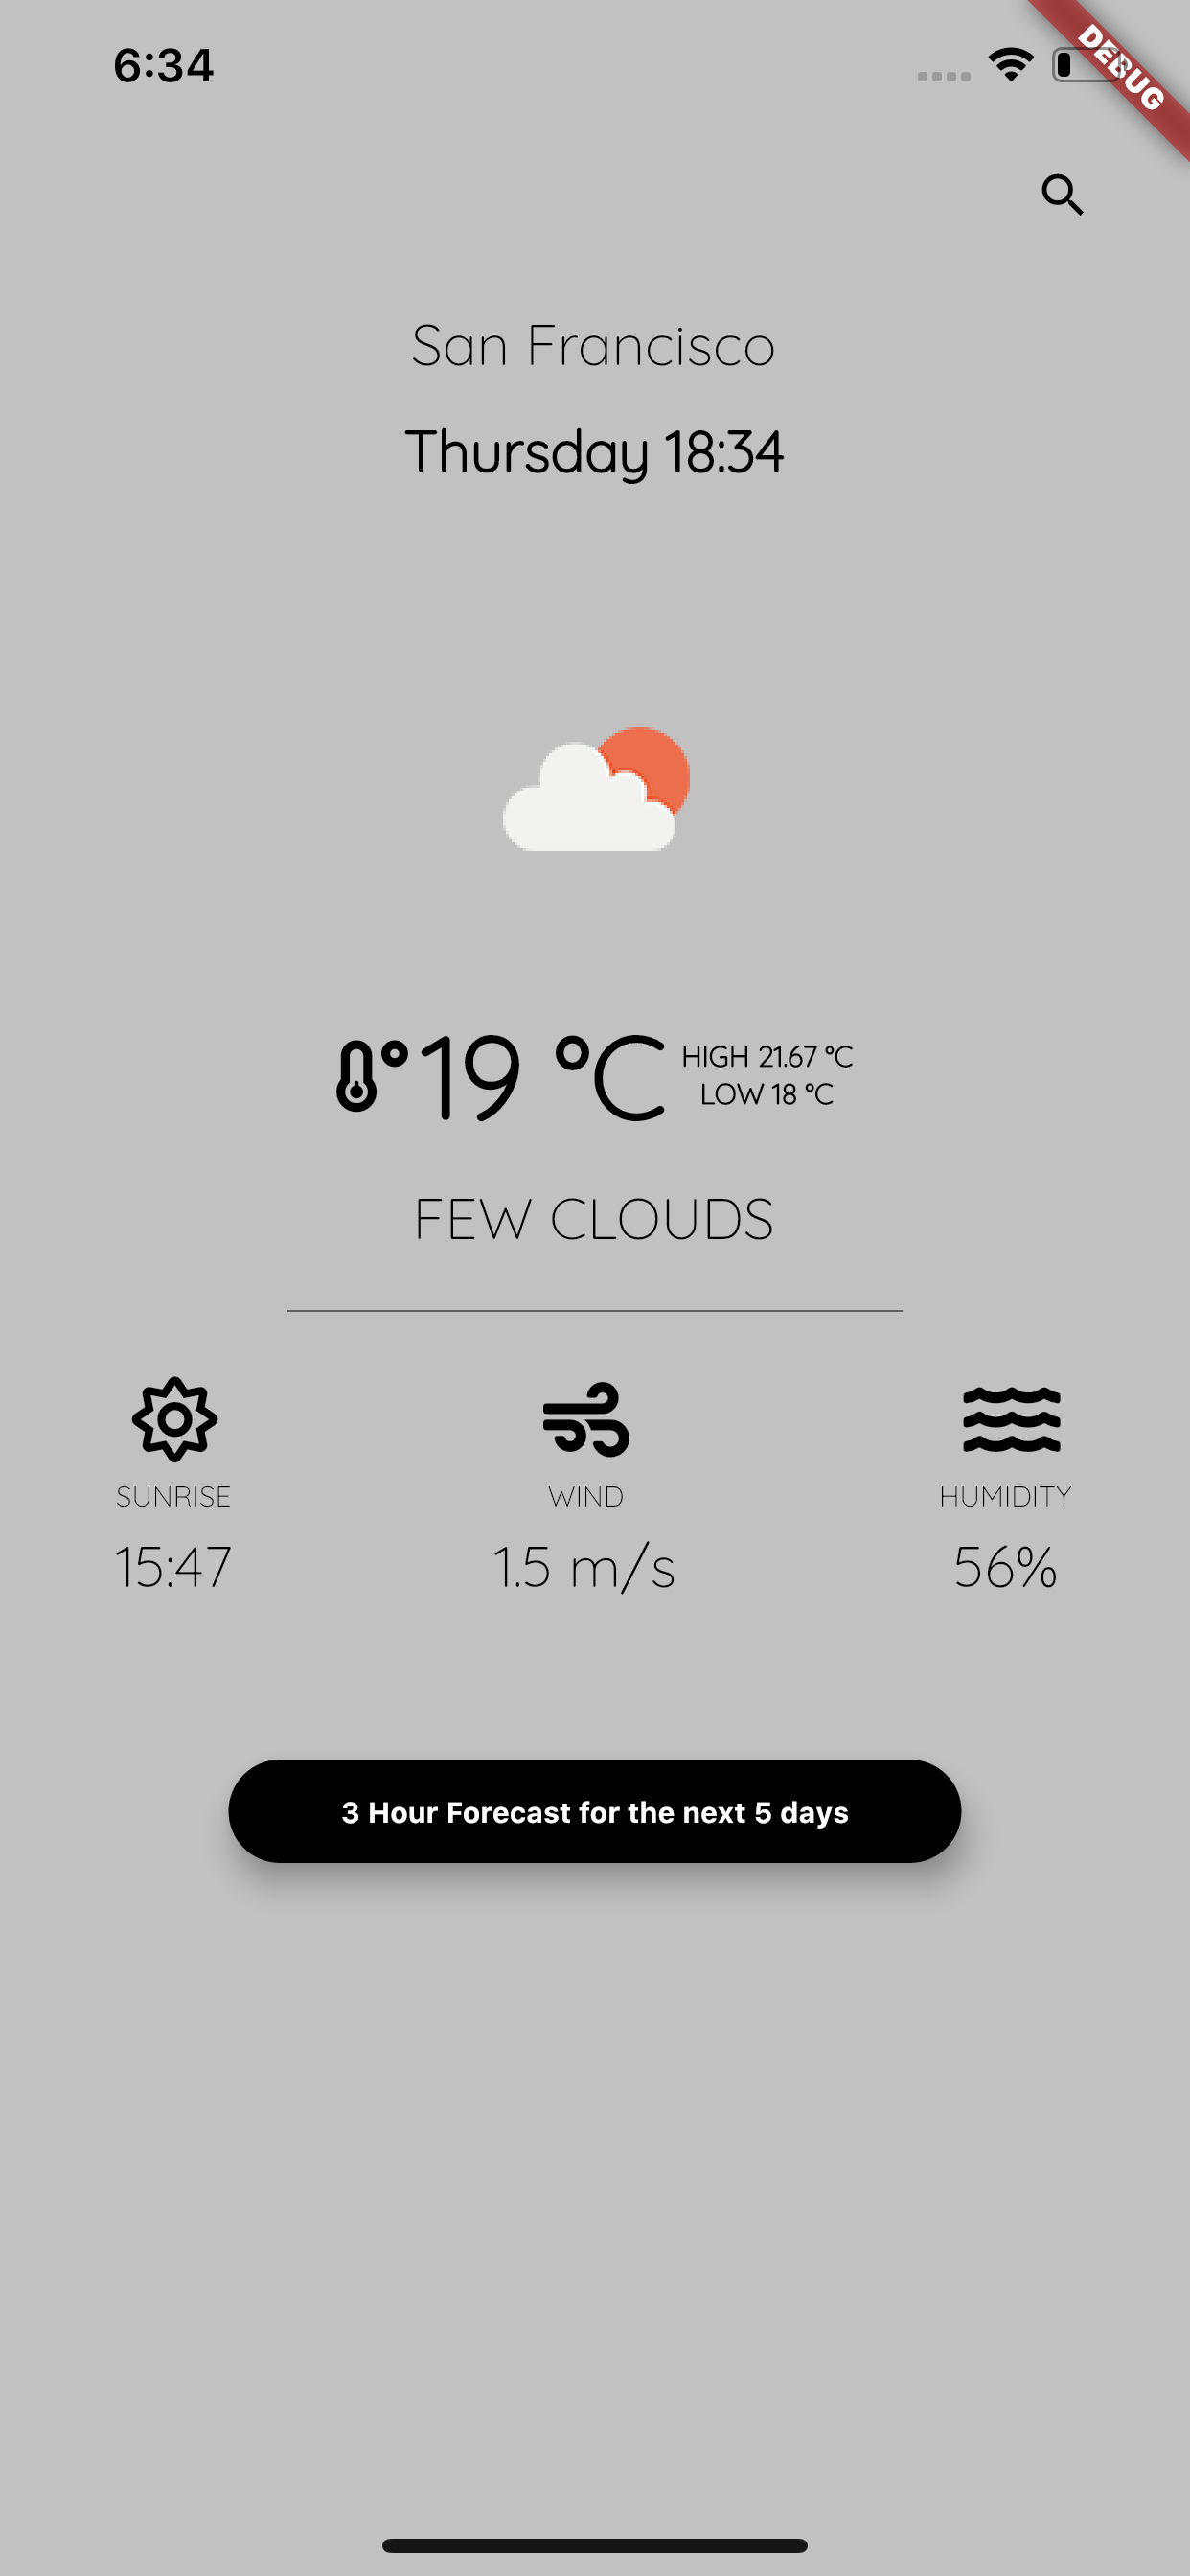 6:34
DEBUG
San Francisco
Thursday 18:34
19 °C
HIGH 21.67 °C
LOW 18 °C
FEW CLOUDS
SUNRISE
WIND
HUMIDITY
15:47
1.5 m/s
56%
3 Hour Forecast for the next 5 days